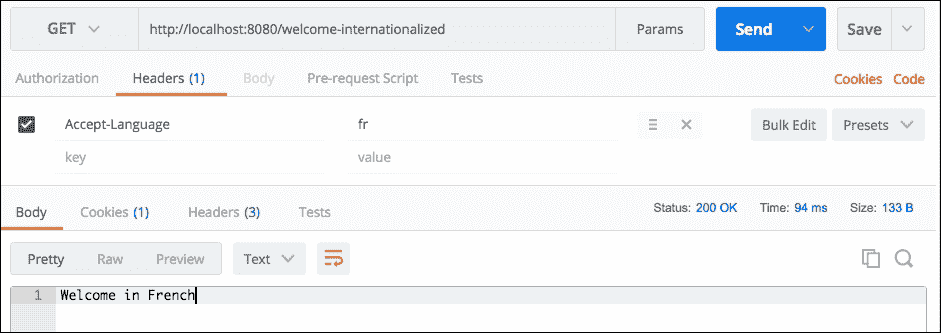 GET http://localhost:8080/welcome-internationalized Params Send Save
Authorization Headers (1) Body Pre-request Script Tests Cookies Code
Accept-Language fr Bulk Edit Presets
key value
Body Cookies (1) Headers (3) Tests Status: 200 OK Time: 94 ms Size: 133 B
Pretty Raw Preview Text
1 Welcome in French